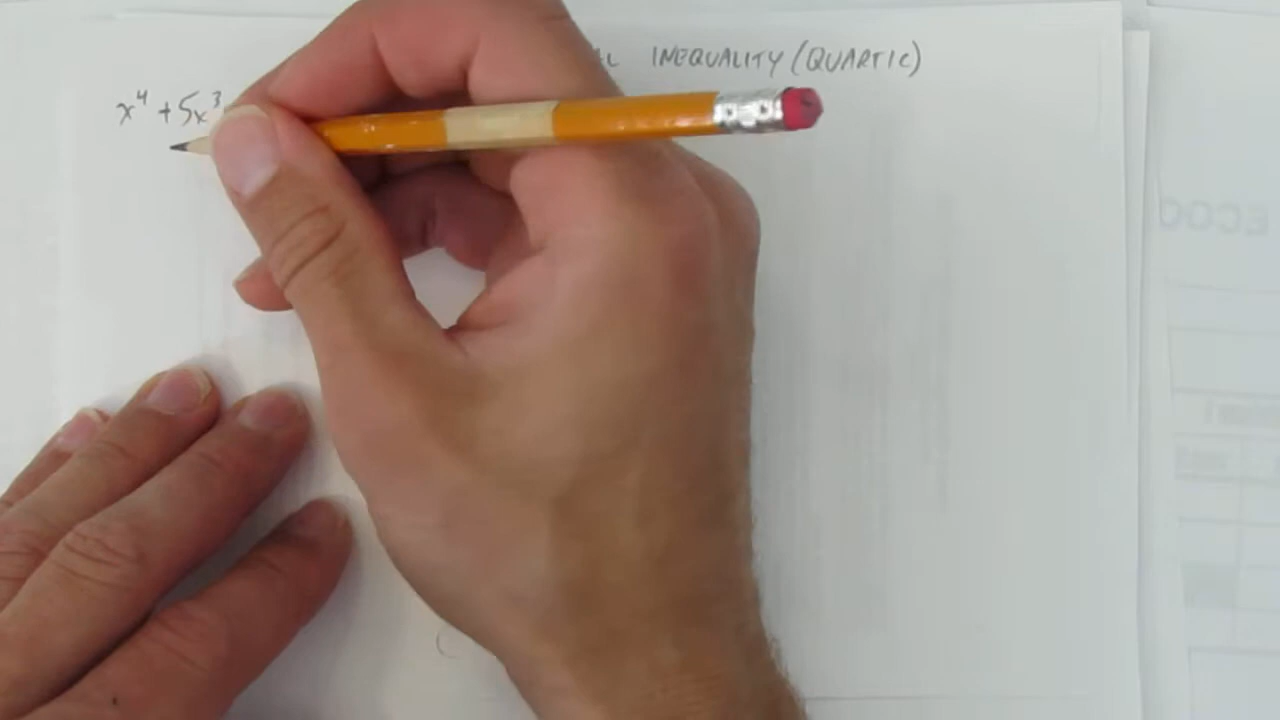 INEQUALITY (QUARTIC)
x⁴ + 5x³